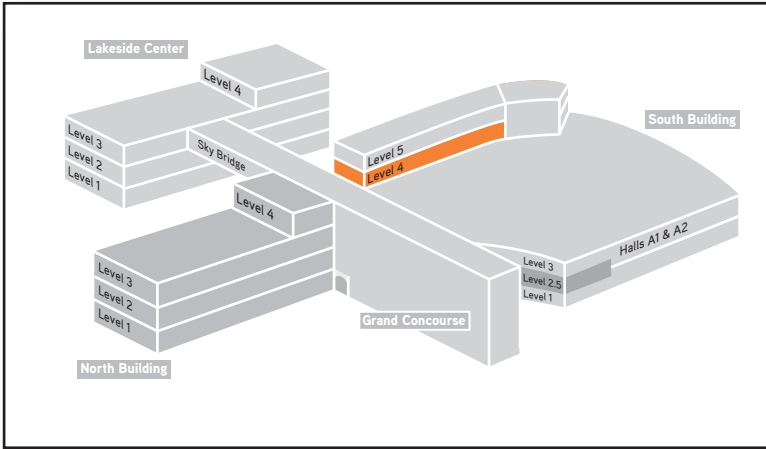 Lakeside Center
Level 4
Level 3
Level 2
Level 1
Sky Bridge
Level 5
Level 4
South Building
Level 4
Level 3
Level 2
Level 1
Halls A1 & A2
Level 3
Level 2.5
Level 1
Grand Concourse
North Building